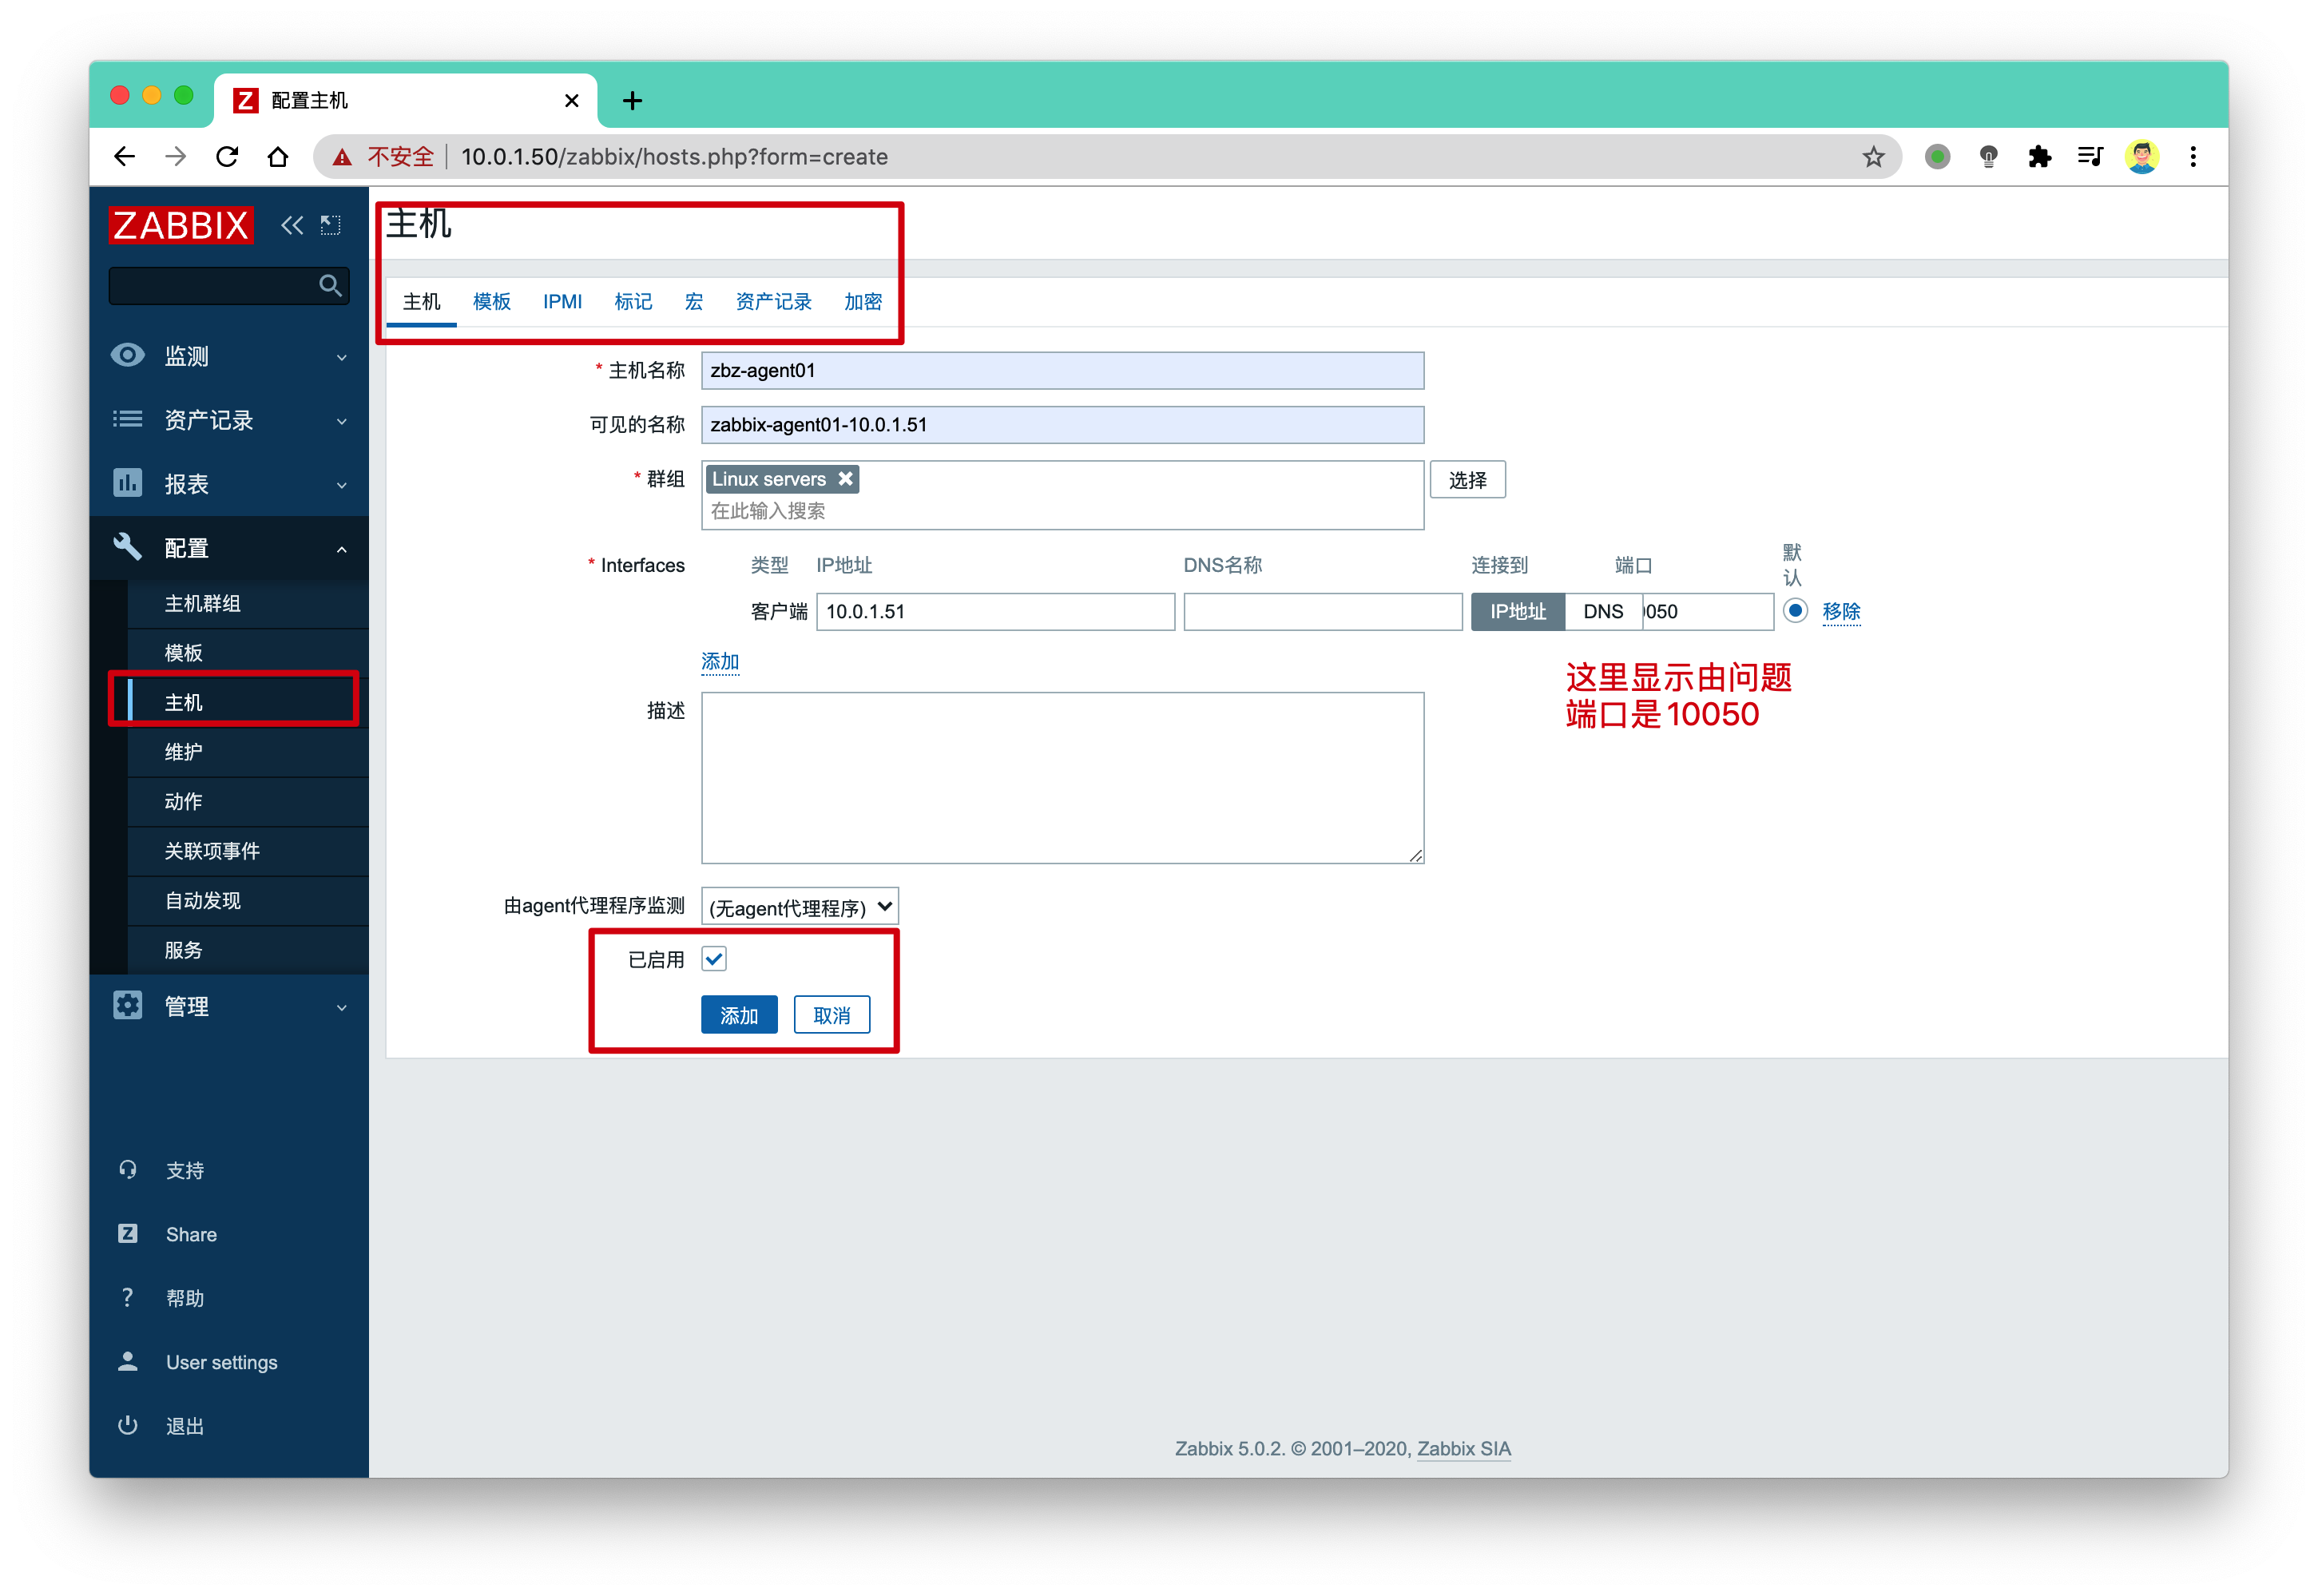 配置主机
不安全 10.0.1.50/zabbix/hosts.php?form=create
ZABBIX
监测
资产记录
报表
配置
主机群组
模板
主机
维护
动作
关联项事件
自动发现
服务
管理
支持
Share
帮助
User settings
退出
主机
主机 模板 IPMI 标记 宏 资产记录 加密
* 主机名称 zbz-agent01
可见的名称 zabbix-agent01-10.0.1.51
* 群组 Linux servers 选择
在此输入搜索
* Interfaces 类型 IP地址 DNS名称 连接到 端口 默认
客户端 10.0.1.51 IP地址 DNS 050 移除
添加
这里显示由问题
端口是10050
描述
由agent代理程序监测 (无agent代理程序)
已启用
添加 取消
Zabbix 5.0.2. © 2001–2020, Zabbix SIA